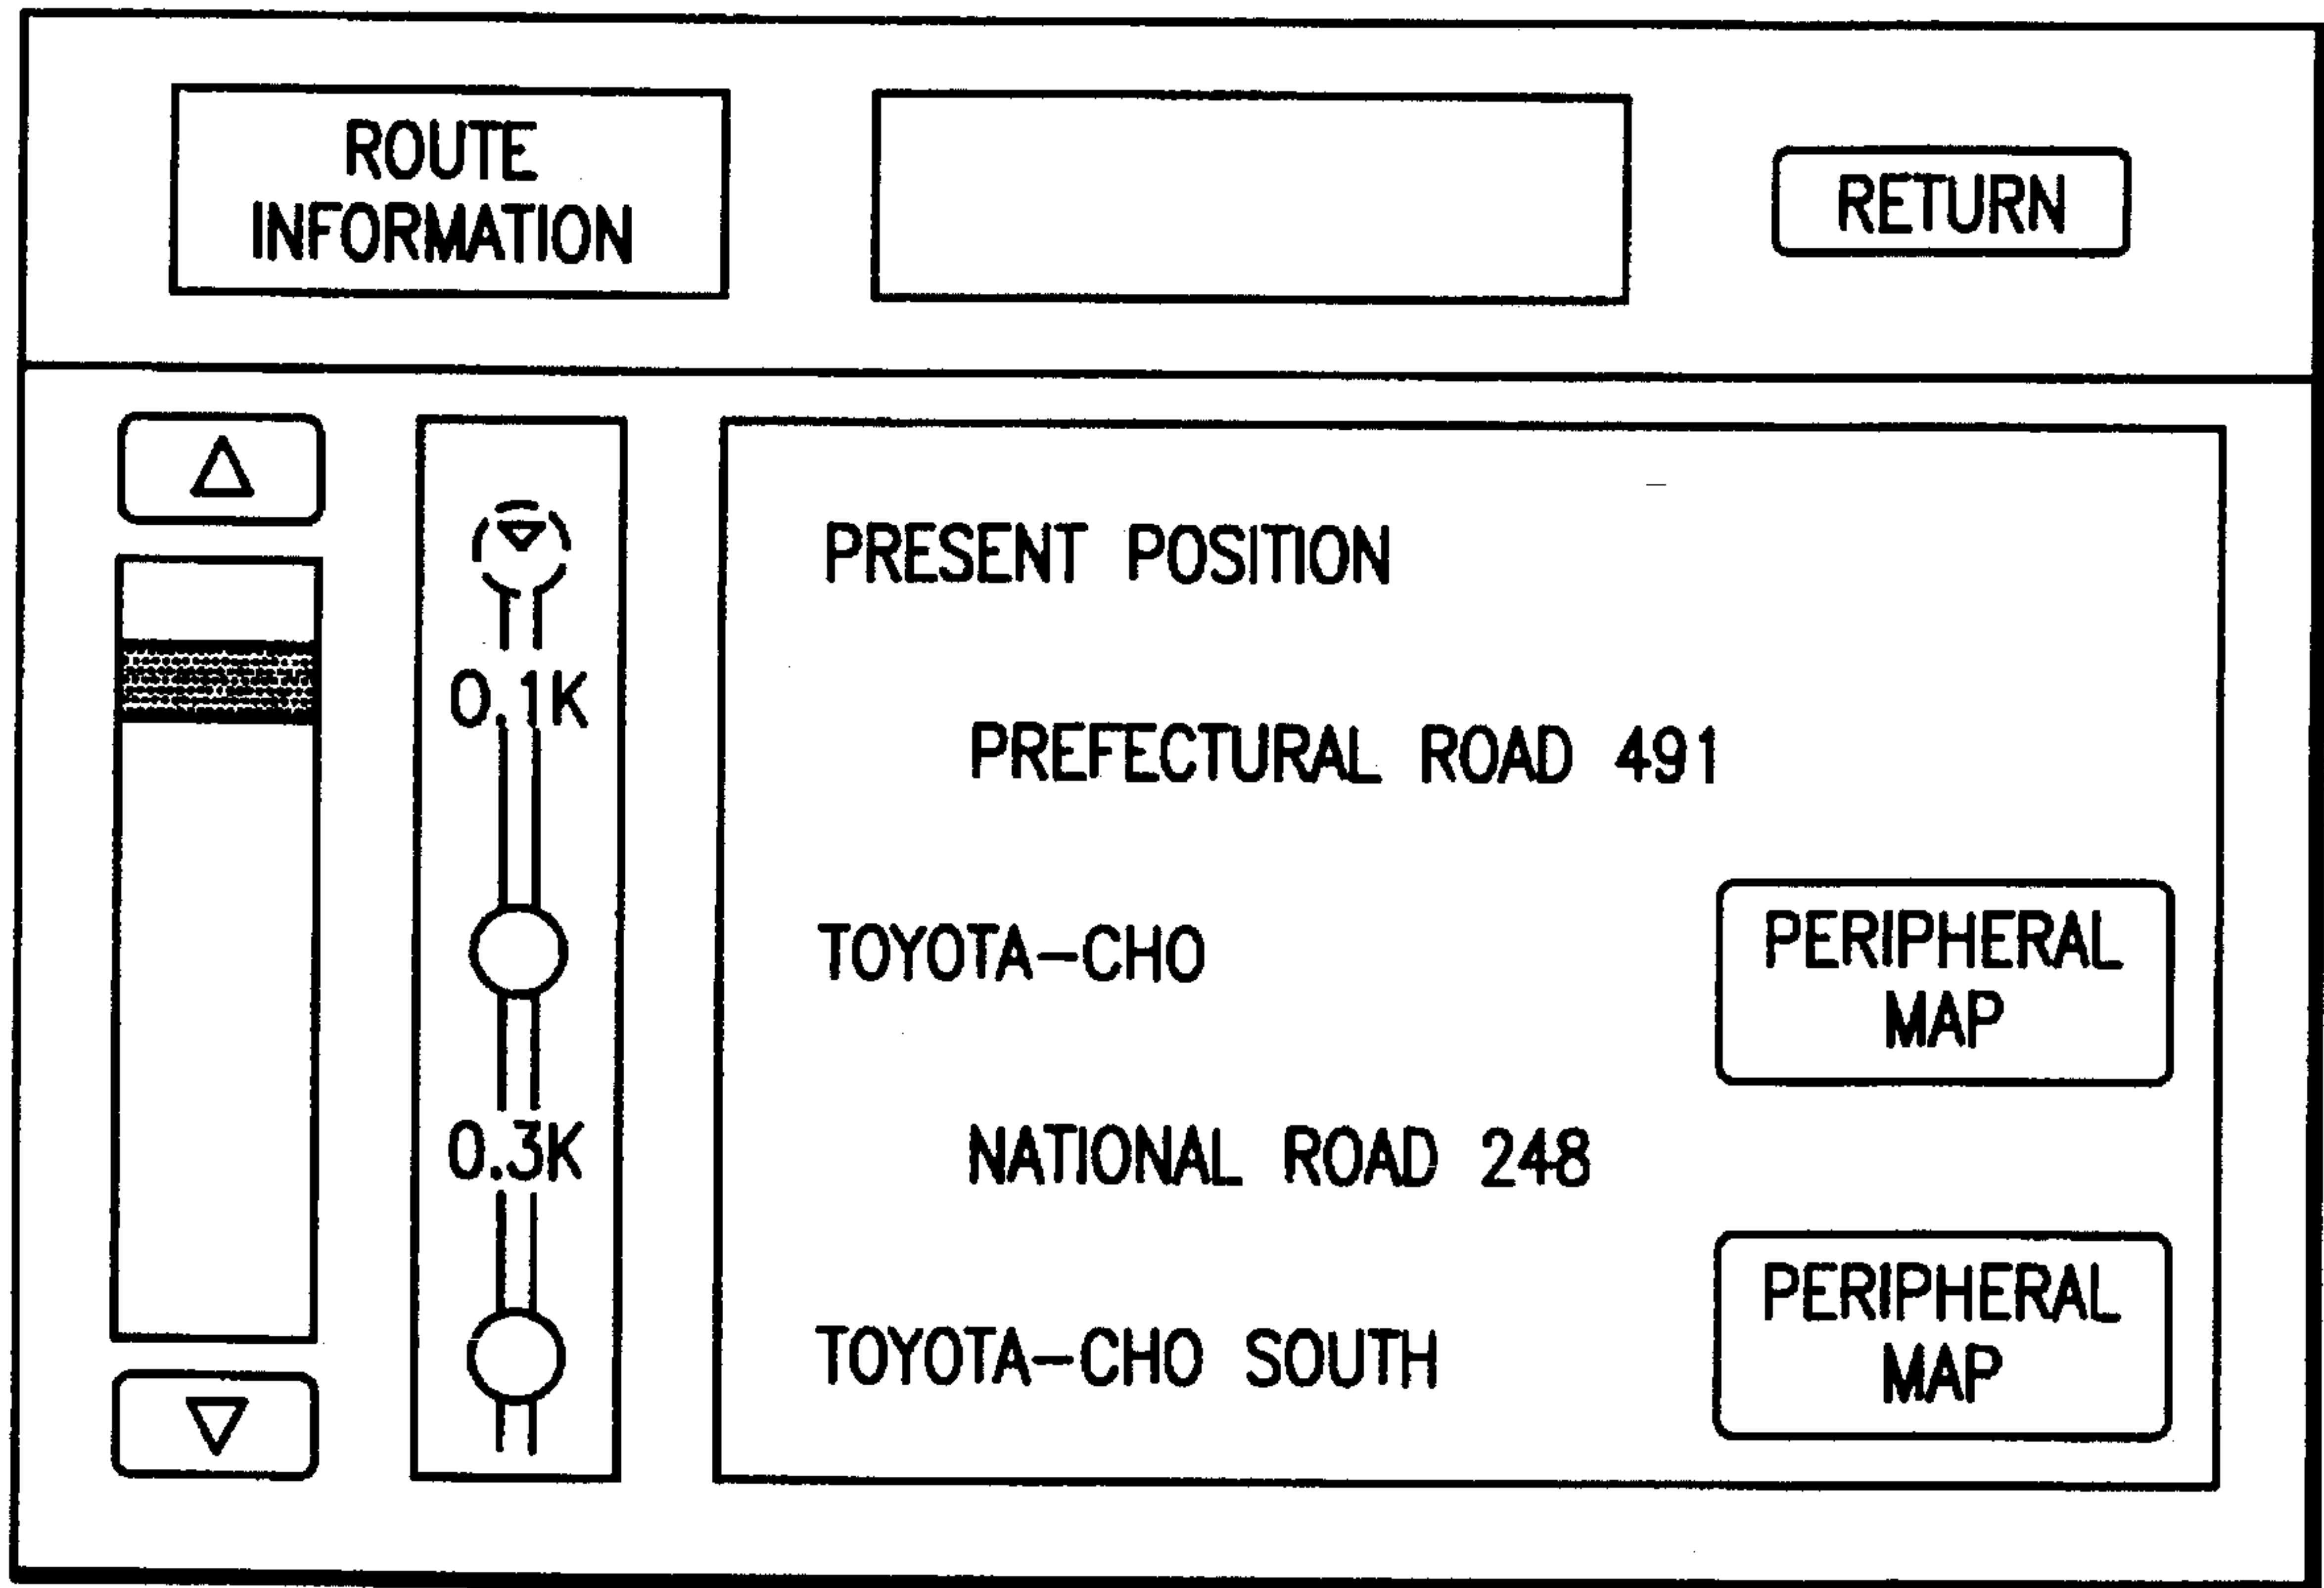 ROUTE
INFORMATION
RETURN
PRESENT POSITION
0.1K
PREFECTURAL ROAD 491
TOYOTA-CHO
PERIPHERAL
MAP
0.3K
NATIONAL ROAD 248
TOYOTA-CHO SOUTH
PERIPHERAL
MAP